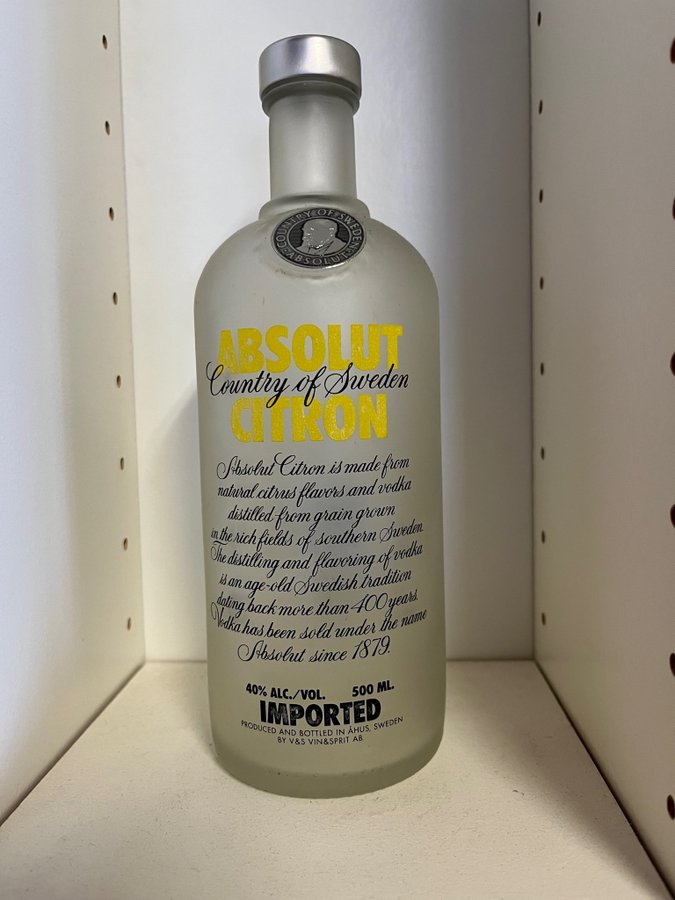 COUNTRY OF SWEDEN
ABSOLUT
ABSOLUT
Country of Sweden
CITRON
Absolut Citron is made from
natural citrus flavors and vodka
distilled from grain grown
in the rich fields of southern Sweden.
The distilling and flavoring of vodka
is an age-old Swedish tradition
dating back more than 400 years.
Vodka has been sold under the name
Absolut since 1879.
40% ALC./VOL. 500 ML.
IMPORTED
PRODUCED AND BOTTLED IN ÅHUS, SWEDEN
BY V&S VIN&SPRIT AB.